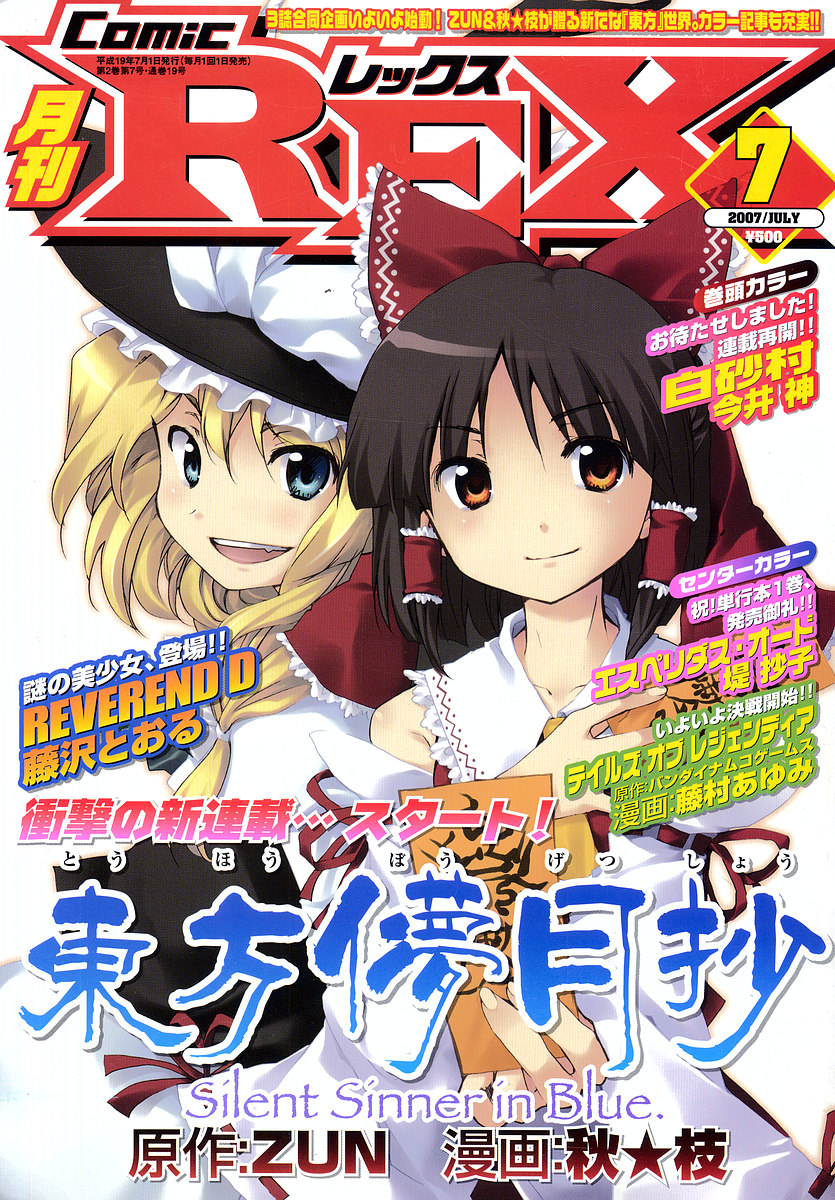 3誌合同企画いよいよ始動! ZUN&秋★枝が贈る新たな『東方』世界。カラー記事も充実!!
Comic
平成19年7月1日発行(毎月1回1日発売)
第2巻第7号・通巻19号
月刊
レックス
REX
7
2007/JULY
¥500
巻頭カラー
お待たせしました!
連載再開!!
白砂村
今井 神
センターカラー
祝!単行本1巻、
発売御礼!!
エスペリダス・オード
堤 抄子
いよいよ決戦開始!!
テイルズ オブ レジェンディア
原作:バンダイナムコゲームス
漫画:藤村あゆみ
謎の美少女、登場!!
REVEREND D
藤沢とおる
衝撃の新連載…スタート!
とう ほう ぼう げつ しょう
東方儚月抄
Silent Sinner in Blue.
原作:ZUN 漫画:秋★枝